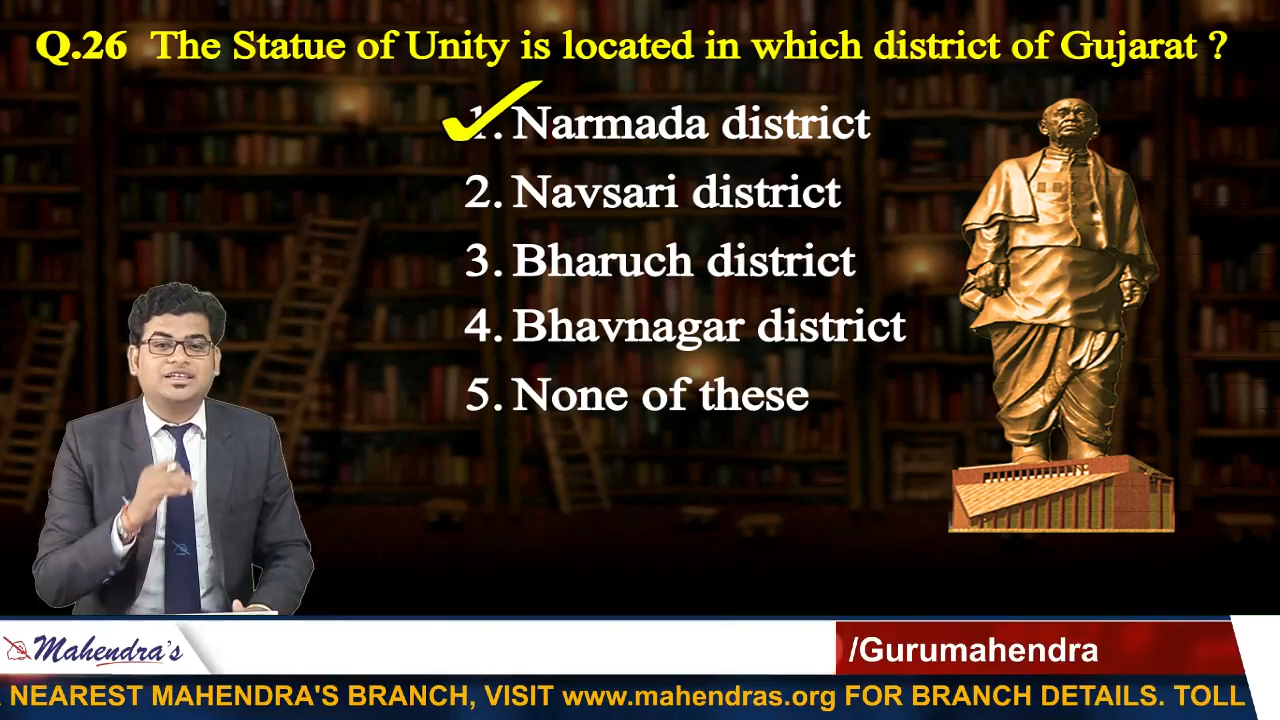 Q.26 The Statue of Unity is located in which district of Gujarat ?
1. Narmada district
2. Navsari district
3. Bharuch district
4. Bhavnagar district
5. None of these
Mahendra's
/Gurumahendra
NEAREST MAHENDRA'S BRANCH, VISIT www.mahendras.org FOR BRANCH DETAILS. TOLL